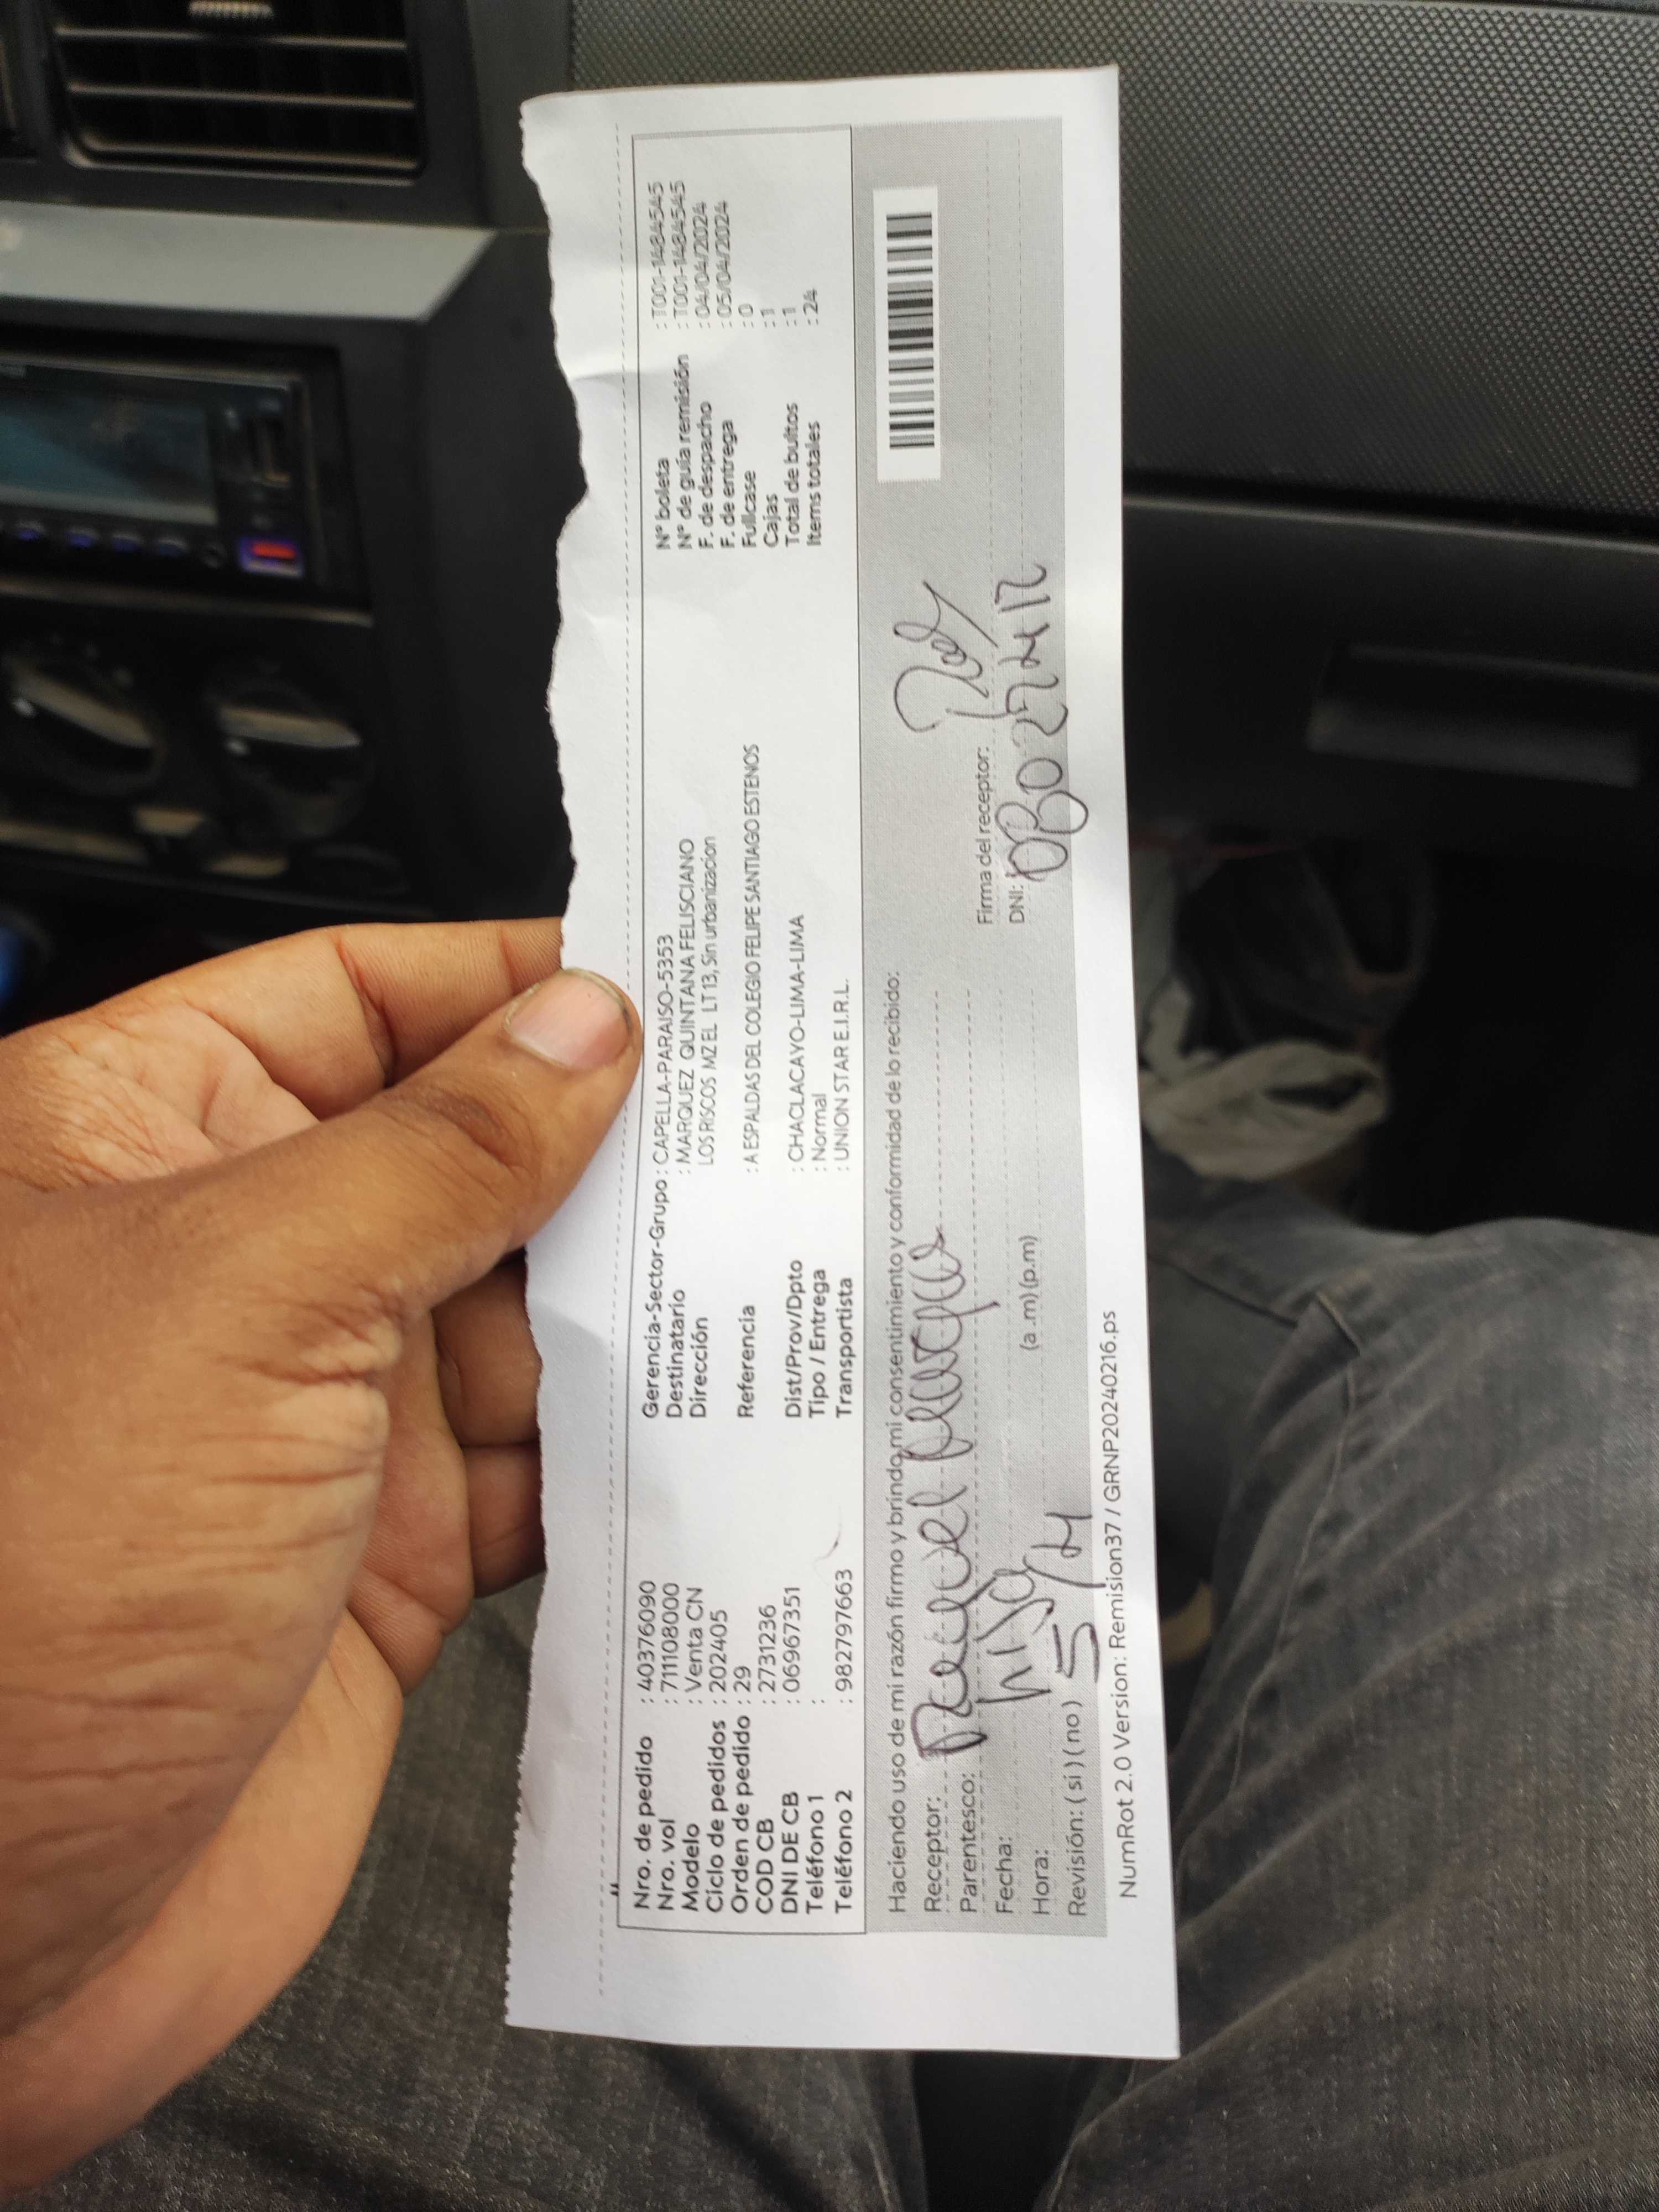 Nro. de pedido : 40376090
Nro. vol : 711108000
Modelo : Venta CN
Ciclo de pedidos : 202405
Orden de pedido : 29
COD CB : 2731236
DNI DE CB : 06967351
Teléfono 1 :
Teléfono 2 : 982797663
Gerencia-Sector-Grupo : CAPELLA-PARAISO-5353
Destinatario : MARQUEZ QUINTANA FELISCIANO
Dirección LOS RISCOS MZ EL LT 13, Sin urbanizacion
Referencia : A ESPALDAS DEL COLEGIO FELIPE SANTIAGO ESTENOS
Dist/Prov/Dpto : CHACLACAYO-LIMA-LIMA
Tipo / Entrega : Normal
Transportista : UNION STAR E.I.R.L.
N° boleta : T001-1484545
N° de guía remisión : T001-1484545
F. de despacho : 04/04/2024
F. de entrega : 05/04/2024
Fullcase : 0
Cajas : 1
Total de bultos : 1
Items totales : 24
Haciendo uso de mi razón firmo y brindo mi consentimiento y conformidad de lo recibido:
Receptor:
Parentesco: hija
Fecha: 5/4
Hora: (a.m) (p.m)
Revisión: ( si ) ( no )
Firma del receptor:
DNI:
NumRot 2.0 Version: Remision37 / GRNP20240216.ps